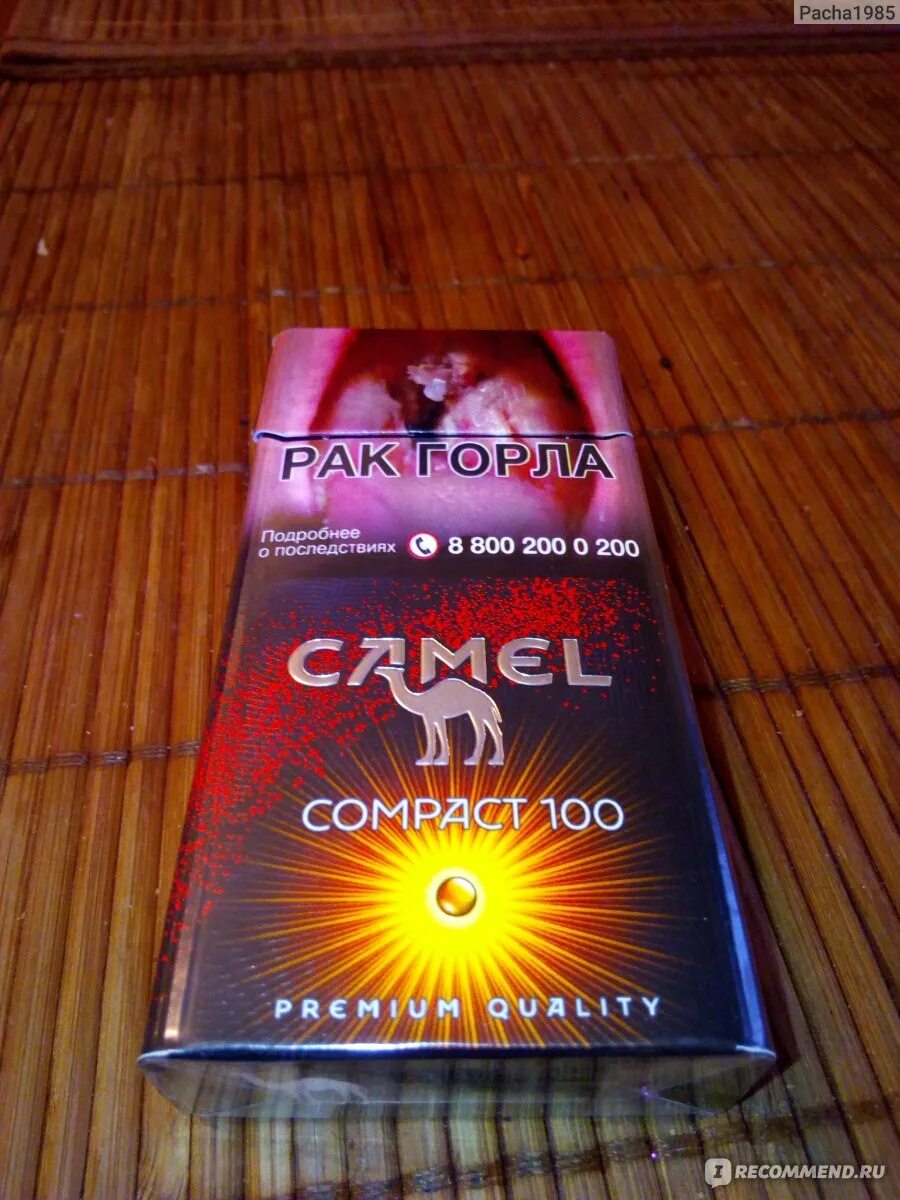 Pacha1985
РАК ГОРЛА
Подробнее
о последствиях 8 800 200 0 200
CAMEL
COMPACT 100
PREMIUM QUALITY
I RECOMMEND.RU